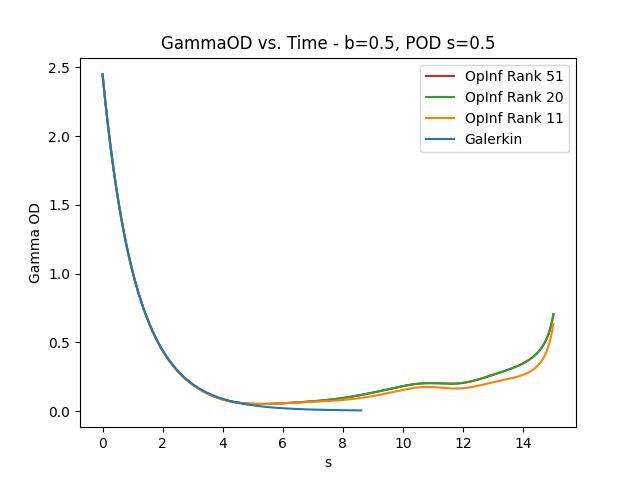 GammaOD vs. Time - b=0.5, POD s=0.5
OpInf Rank 51
OpInf Rank 20
OpInf Rank 11
Galerkin
Gamma OD
2.5
2.0
1.5
1.0
0.5
0.0
0 2 4 6 8 10 12 14
s